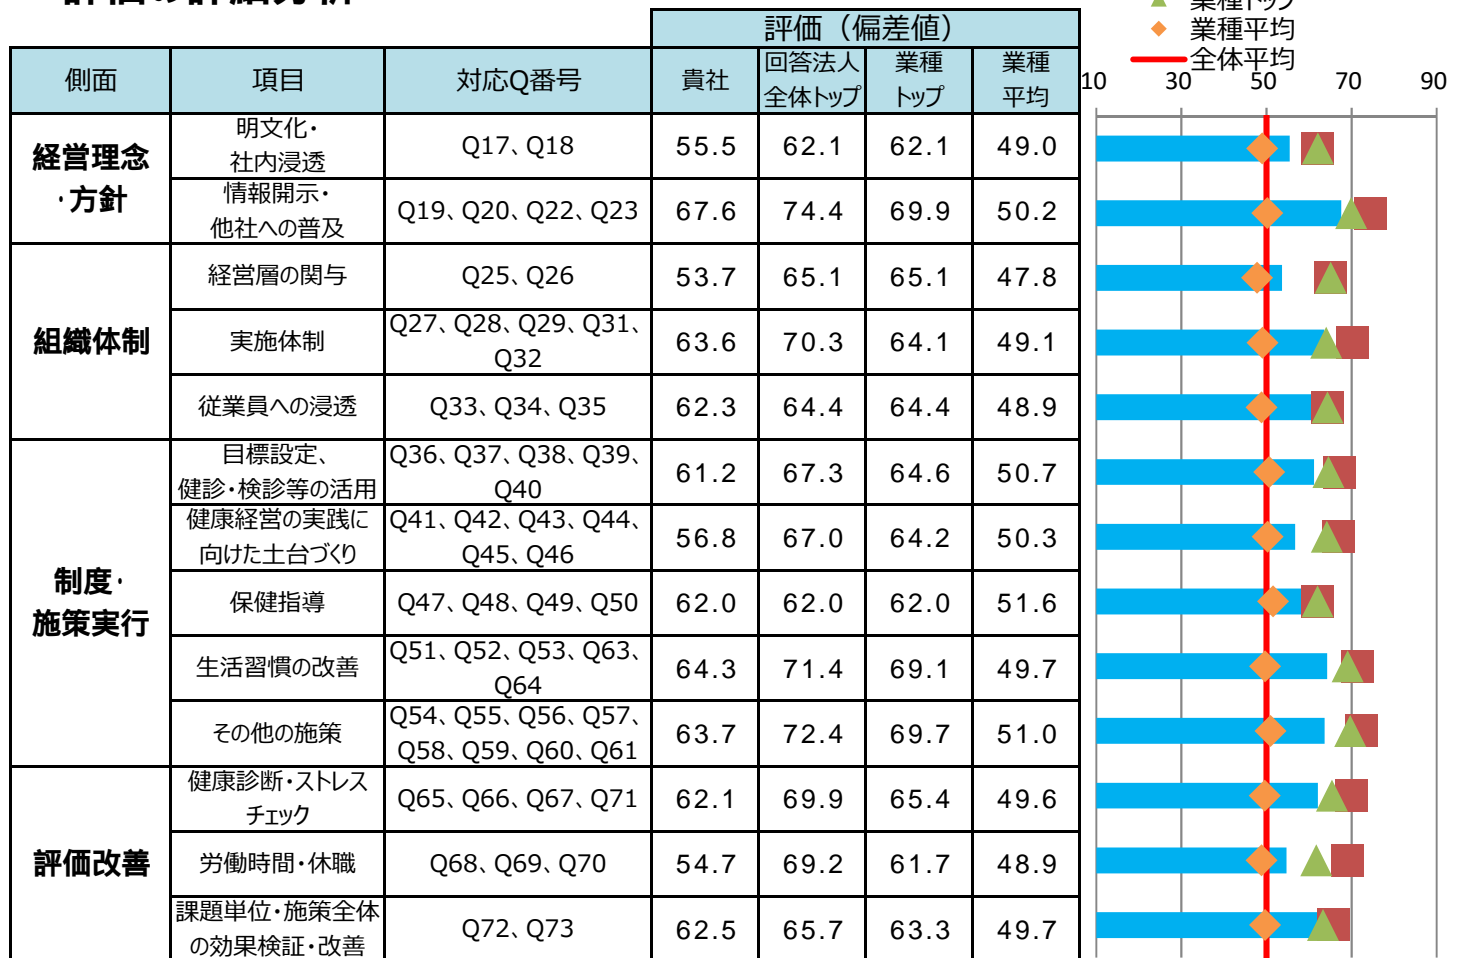 評価の詳細分析
業種トップ
業種平均
全体平均
評価（偏差値）
側面 項目 対応Q番号 貴社 回答法人 業種 業種
全体トップ トップ 平均
10 30 50 70 90
経営理念
・方針
明文化・
社内浸透
Q17、Q18 55.5 62.1 62.1 49.0
情報開示・
他社への普及
Q19、Q20、Q22、Q23 67.6 74.4 69.9 50.2
組織体制
経営層の関与 Q25、Q26 53.7 65.1 65.1 47.8
実施体制
Q27、Q28、Q29、Q31、
Q32
63.6 70.3 64.1 49.1
従業員への浸透 Q33、Q34、Q35 62.3 64.4 64.4 48.9
制度・
施策実行
目標設定、
健診・検診等の活用
Q36、Q37、Q38、Q39、
Q40
61.2 67.3 64.6 50.7
健康経営の実践に
向けた土台づくり
Q41、Q42、Q43、Q44、
Q45、Q46
56.8 67.0 64.2 50.3
保健指導 Q47、Q48、Q49、Q50 62.0 62.0 62.0 51.6
生活習慣の改善
Q51、Q52、Q53、Q63、
Q64
64.3 71.4 69.1 49.7
その他の施策
Q54、Q55、Q56、Q57、
Q58、Q59、Q60、Q61
63.7 72.4 69.7 51.0
評価改善
健康診断・ストレス
チェック
Q65、Q66、Q67、Q71 62.1 69.9 65.4 49.6
労働時間・休職 Q68、Q69、Q70 54.7 69.2 61.7 48.9
課題単位・施策全体
の効果検証・改善
Q72、Q73 62.5 65.7 63.3 49.7